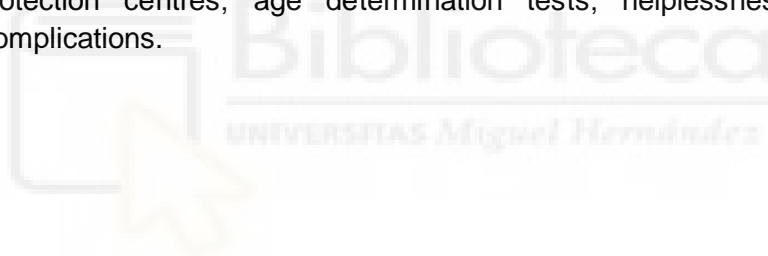 otection centres, age determination tests, helplessnes
omplications.
Biblioteca
UNIVERSITAS Miguel Hernández